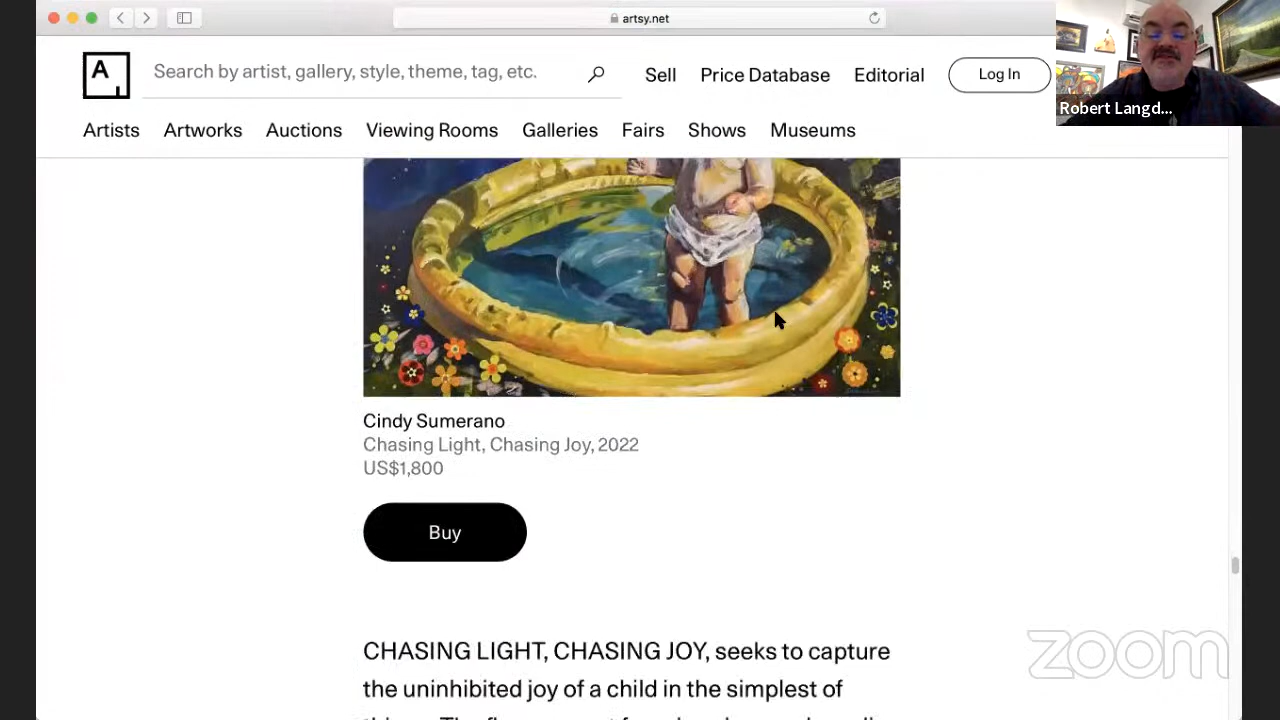 artsy.net
A
Search by artist, gallery, style, theme, tag, etc.
Sell
Price Database
Editorial
Log In
Robert Langd...
Artists
Artworks
Auctions
Viewing Rooms
Galleries
Fairs
Shows
Museums
Cindy Sumerano
Chasing Light, Chasing Joy, 2022
US$1,800
Buy
CHASING LIGHT, CHASING JOY, seeks to capture
the uninhibited joy of a child in the simplest of
zoom